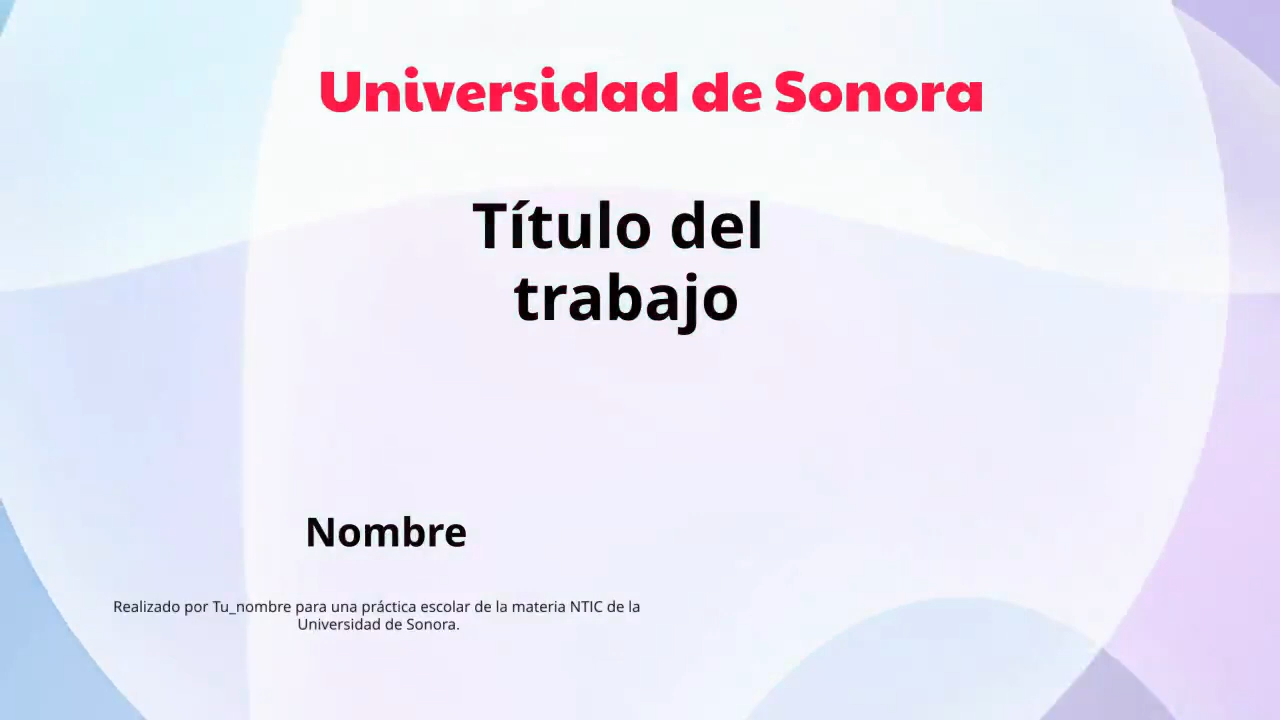 Universidad de Sonora
Título del
trabajo
Nombre
Realizado por Tu_nombre para una práctica escolar de la materia NTIC de la
Universidad de Sonora.